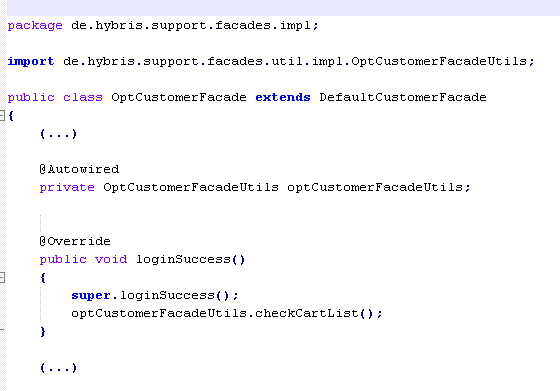 package de.hybris.support.facades.impl;
import de.hybris.support.facades.util.impl.OptCustomerFacadeUtils;
public class OptCustomerFacade extends DefaultCustomerFacade
{
(...)
@Autowired
private OptCustomerFacadeUtils optCustomerFacadeUtils;
@Override
public void loginSuccess()
{
super.loginSuccess();
optCustomerFacadeUtils.checkCartList();
}
(...)